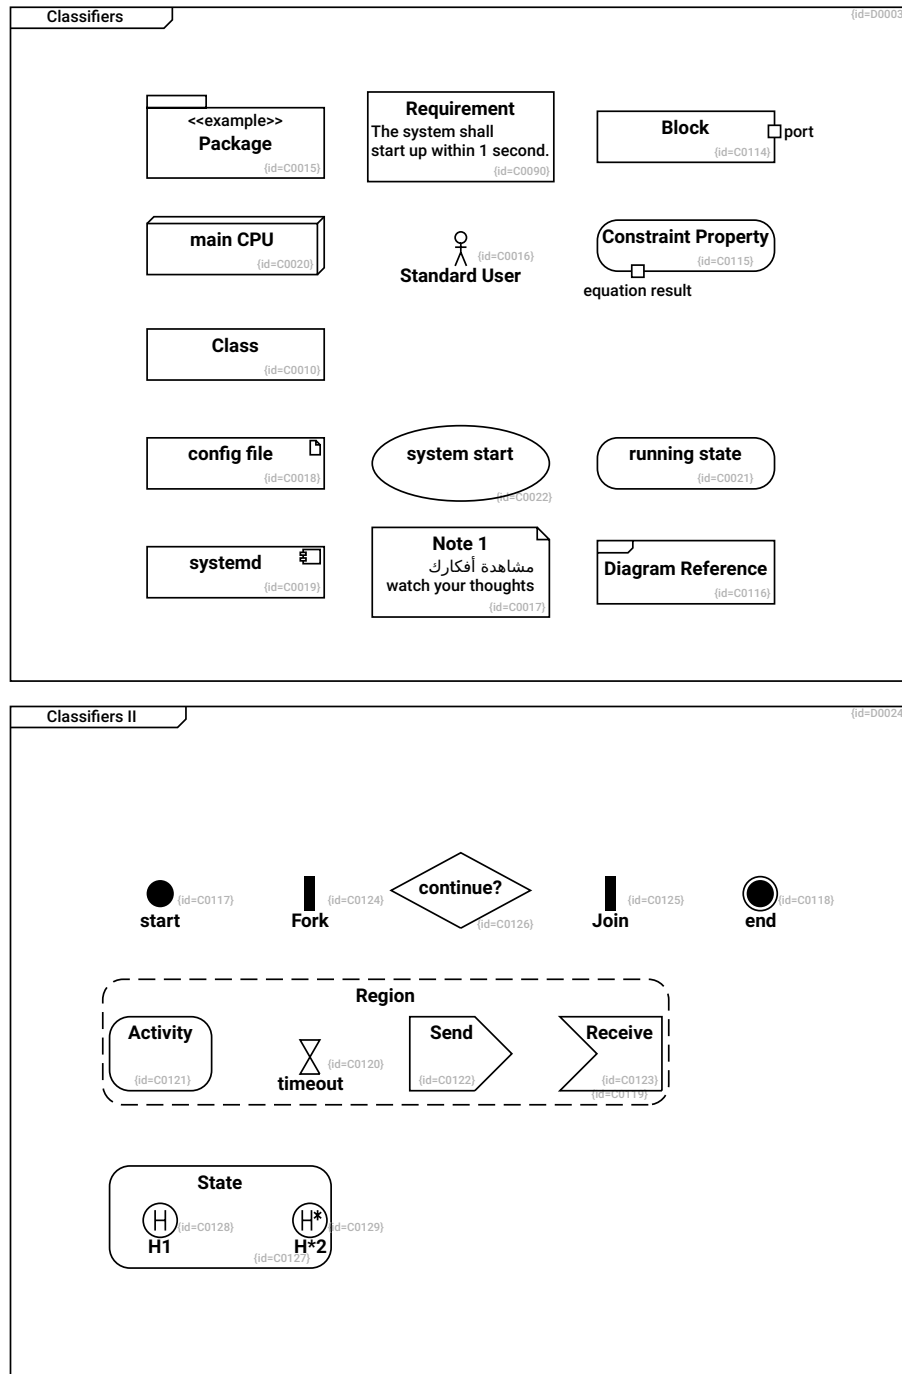 Classifiers
{id=D0003
<<example>>
Package
{id=C0015}
Requirement
The system shall
start up within 1 second.
{id=C0090}
Block
port
{id=C0114}
main CPU
{id=C0020}
{id=C0016}
Standard User
Constraint Property
{id=C0115}
equation result
Class
{id=C0010}
config file
{id=C0018}
system start
{id=C0022}
running state
{id=C0021}
systemd
{id=C0019}
Note 1
مشاهدة أفكارك
watch your thoughts
{id=C0017}
Diagram Reference
{id=C0116}
Classifiers II
{id=D0024
{id=C0117}
start
{id=C0124}
Fork
continue?
{id=C0126}
{id=C0125}
Join
{id=C0118}
end
Region
Activity
{id=C0121}
{id=C0120}
timeout
Send
{id=C0122}
Receive
{id=C0123}
{id=C0119}
State
H
{id=C0128}
H1
H*
{id=C0129}
H*2
{id=C0127}